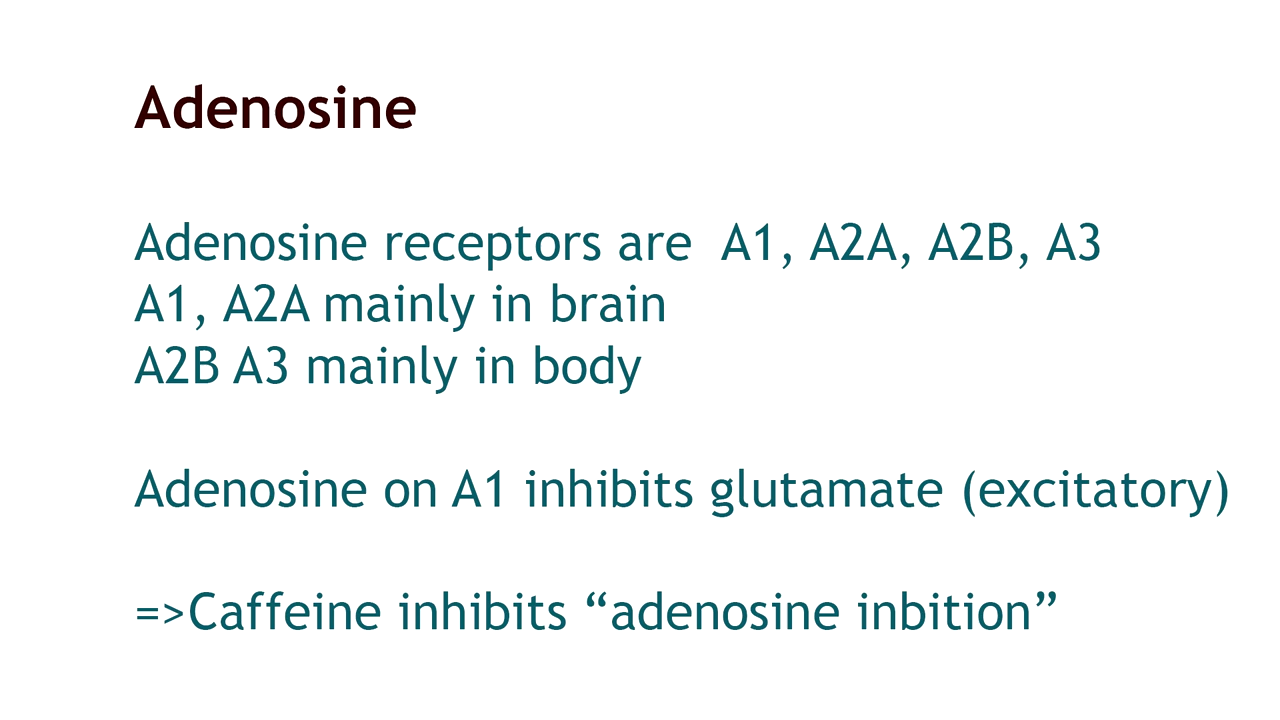 Adenosine
Adenosine receptors are  A1, A2A, A2B, A3
A1, A2A mainly in brain
A2B A3 mainly in body
Adenosine on A1 inhibits glutamate (excitatory)
=>Caffeine inhibits “adenosine inbition”